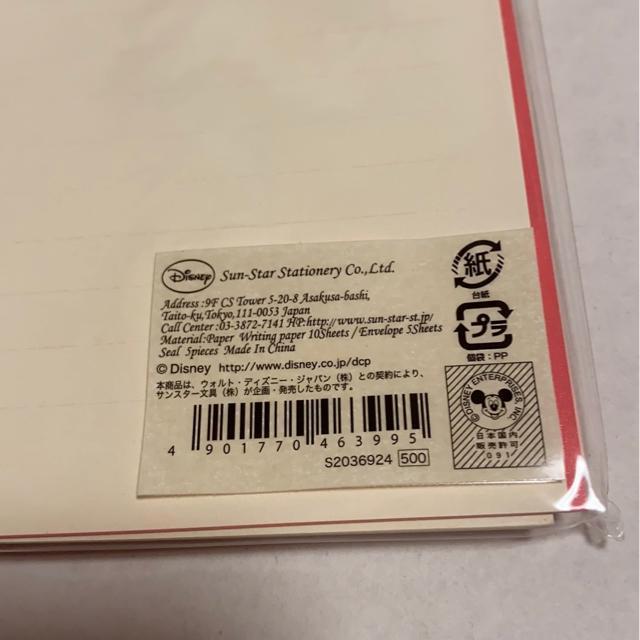 Disney Sun-Star Stationery Co.,Ltd.
Address :9F CS Tower 5-20-8 Asakusa-bashi,
Taito-ku,Tokyo,111-0053 Japan
Call Center :03-3872-7141 HP:http://www.sun-star-st.jp/
Material:Paper Writing paper 10Sheets / Envelope 5Sheets
Seal 5pieces Made In China
© Disney http://www.disney.co.jp/dcp
本商品は、ウォルト・ディズニー・ジャパン(株)との契約により、
サンスター文具(株)が企画・発売したものです。
4 901770 463995
S2036924 500
紙
台紙
プラ
個袋:PP
©DISNEY ENTERPRISES, INC.
日本国内
販売許可
091